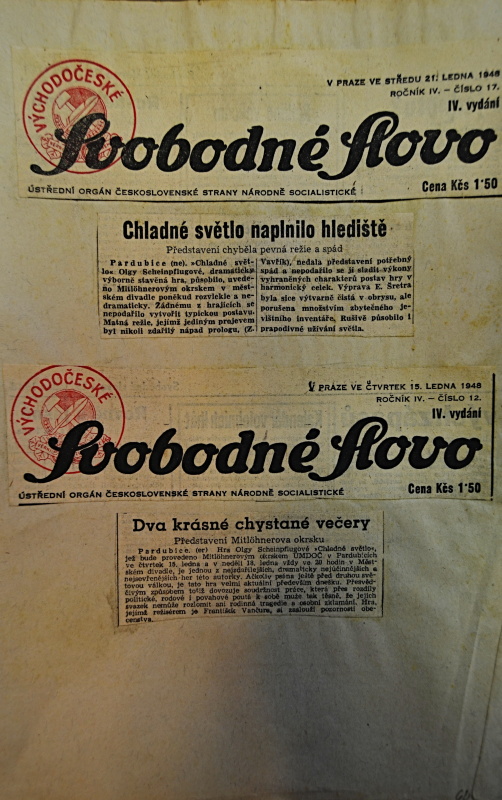 VÝCHODOČESKÉ
V PRAZE VE STŘEDU 21. LEDNA 1948
ROČNÍK IV. – ČÍSLO 17.
IV. vydání
Svobodné slovo
ÚSTŘEDNÍ ORGÁN ČESKOSLOVENSKÉ STRANY NÁRODNĚ SOCIALISTICKÉ
Cena Kčs 1·50
Chladné světlo naplnilo hlediště
Představení chyběla pevná režie a spád
Pardubice (ne). »Chladné svět-
lo« Olgy Scheinpflugové, dramaticky
výborně stavěná hra, působilo, uvede-
no Mitlöhnerovým okrskem v měst-
ském divadle poněkud rozvlekle a ne-
dramaticky. Žádnému z hrajících se
nepodařilo vytvořit typickou postavu.
Matná režie, jejímž jediným projevem
byl nikoli zdařilý nápad prologu, (Z
Vavřík), nedala představení potřebný
spád a nepodařilo se jí sladit výkony
vyhraněných charakterů postav hry v
harmonický celek. Výprava E. Šretra
byla sice výtvarně čistá v obrysu, ale
porušena množstvím zbytečného je-
vištního inventáře. Rušivě působilo i
prapodivné užívání světla.
VÝCHODOČESKÉ
V PRAZE VE ČTVRTEK 15. LEDNA 1948
ROČNÍK IV. – ČÍSLO 12.
IV. vydání
Svobodné slovo
ÚSTŘEDNÍ ORGÁN ČESKOSLOVENSKÉ STRANY NÁRODNĚ SOCIALISTICKÉ
Cena Kčs 1·50
Dva krásné chystané večery
Představení Mitlöhnerova okrsku
Pardubice. (er) Hra Olgy Scheinpflugové »Chladné světlo«,
jež bude provedeno Mitlöhnerovým okrskem ÚMDOČ v Pardubicích
ve čtvrtek 15. ledna a v neděli 18. ledna vždy ve 20 hodin v Měst-
ském divadle, je jednou z nejzdařilejších, dramaticky nejúčinnějších a
nejsevřenějších her této autorky. Ačkoliv psána ještě před druhou svě-
tovou válkou, je tato hra velmi aktuální především dnešku. Přesvěd-
čivým způsobem totiž dovozuje soudržnost práce, která přes rozdíly
politické, rodové i povahové poutá k sobě muže tak těsně, že jejich
svazek nemůže rozlomit ani rodinná tragedie a osobní zklamání. Hra,
jejímž režisérem je František Vančura, si zaslouží pozornosti obe-
censtva.